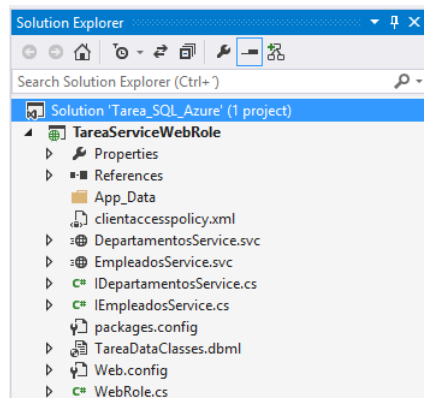 Solution Explorer
Search Solution Explorer (Ctrl+´)
Solution 'Tarea_SQL_Azure' (1 project)
TareaServiceWebRole
Properties
References
App_Data
clientaccesspolicy.xml
DepartamentosService.svc
EmpleadosService.svc
IDepartamentosService.cs
IEmpleadosService.cs
packages.config
TareaDataClasses.dbml
Web.config
WebRole.cs